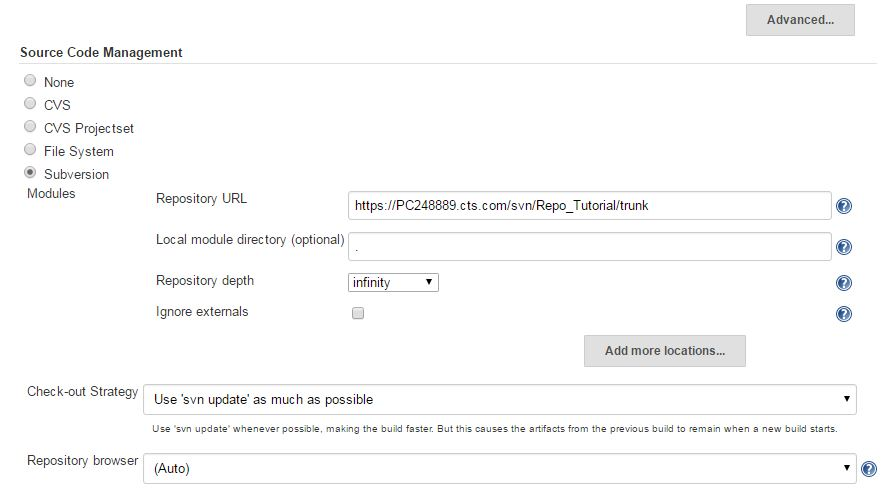 Advanced...
Source Code Management
None
CVS
CVS Projectset
File System
Subversion
Modules
Repository URL
https://PC248889.cts.com/svn/Repo_Tutorial/trunk
Local module directory (optional)
.
Repository depth
infinity
Ignore externals
Add more locations...
Check-out Strategy
Use 'svn update' as much as possible
Use 'svn update' whenever possible, making the build faster. But this causes the artifacts from the previous build to remain when a new build starts.
Repository browser
(Auto)